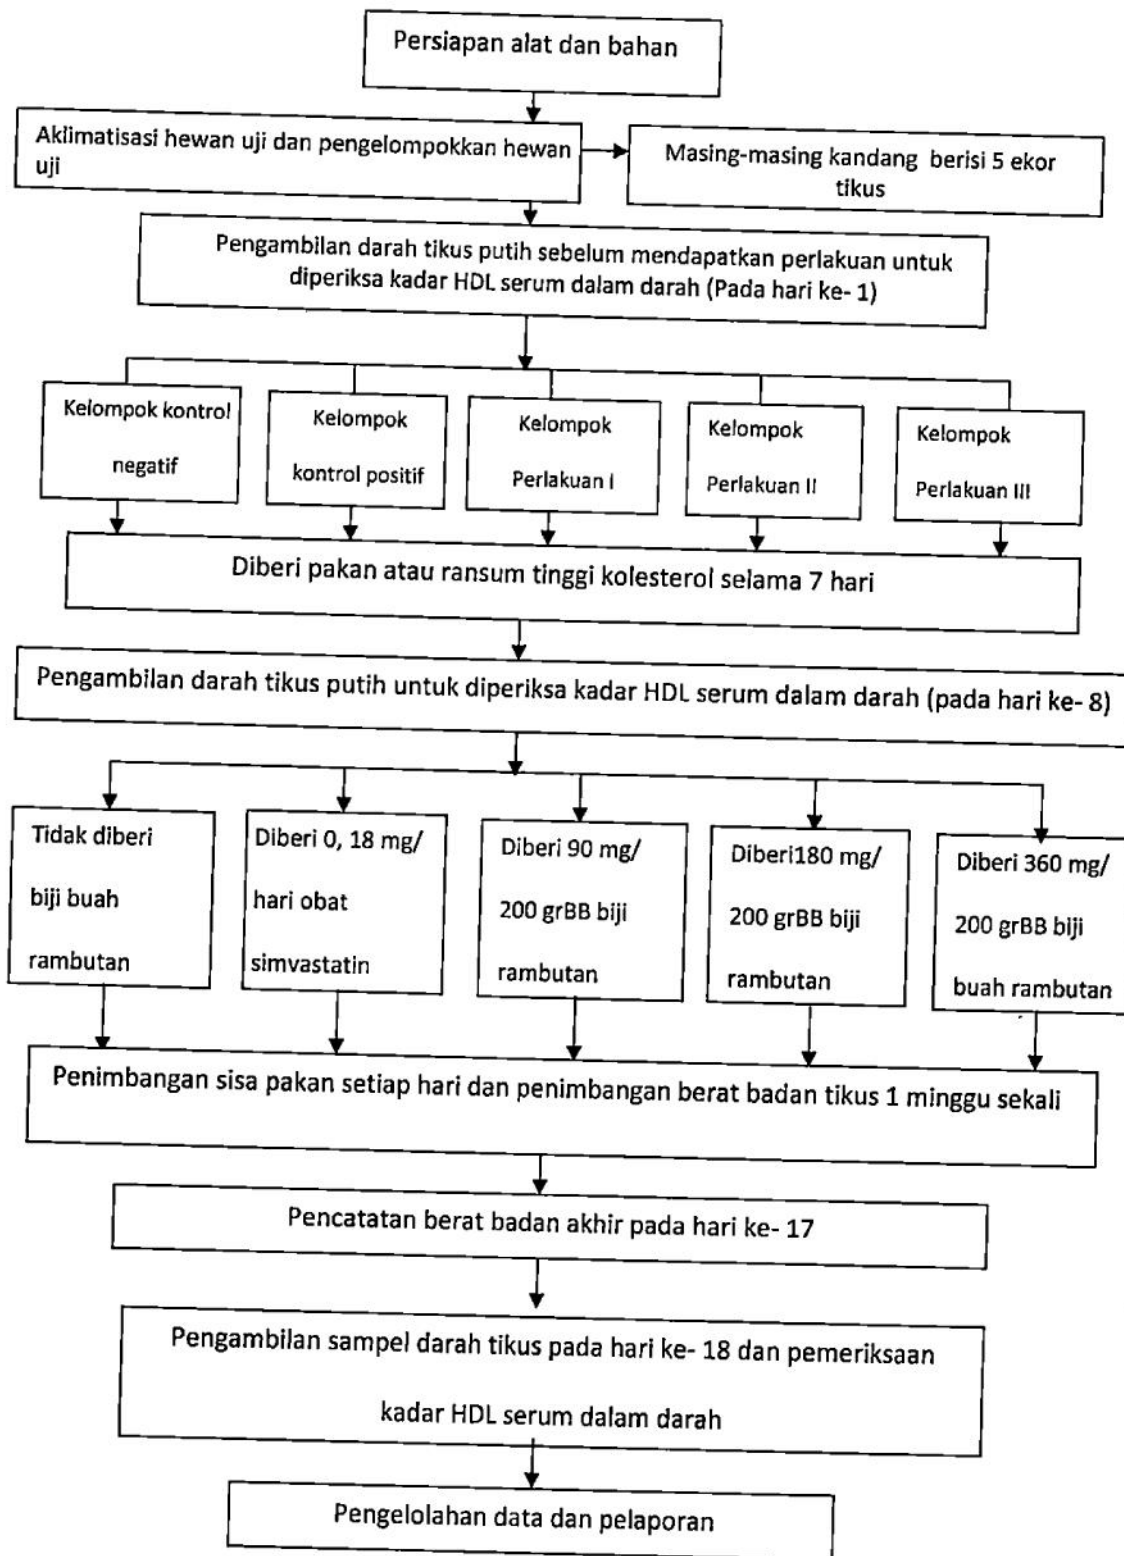 Persiapan alat dan bahan
Aklimatisasi hewan uji dan pengelompokkan hewan
uji
Masing-masing kandang berisi 5 ekor
tikus
Pengambilan darah tikus putih sebelum mendapatkan perlakuan untuk
diperiksa kadar HDL serum dalam darah (Pada hari ke- 1)
Kelompok kontrol
negatif
Kelompok
kontrol positif
Kelompok
Perlakuan I
Kelompok
Perlakuan II
Kelompok
Perlakuan III
Diberi pakan atau ransum tinggi kolesterol selama 7 hari
Pengambilan darah tikus putih untuk diperiksa kadar HDL serum dalam darah (pada hari ke- 8)
Tidak diberi
biji buah
rambutan
Diberi 0, 18 mg/
hari obat
simvastatin
Diberi 90 mg/
200 grBB biji
rambutan
Diberi180 mg/
200 grBB biji
rambutan
Diberi 360 mg/
200 grBB biji
buah rambutan
Penimbangan sisa pakan setiap hari dan penimbangan berat badan tikus 1 minggu sekali
Pencatatan berat badan akhir pada hari ke- 17
Pengambilan sampel darah tikus pada hari ke- 18 dan pemeriksaan
kadar HDL serum dalam darah
Pengelolahan data dan pelaporan